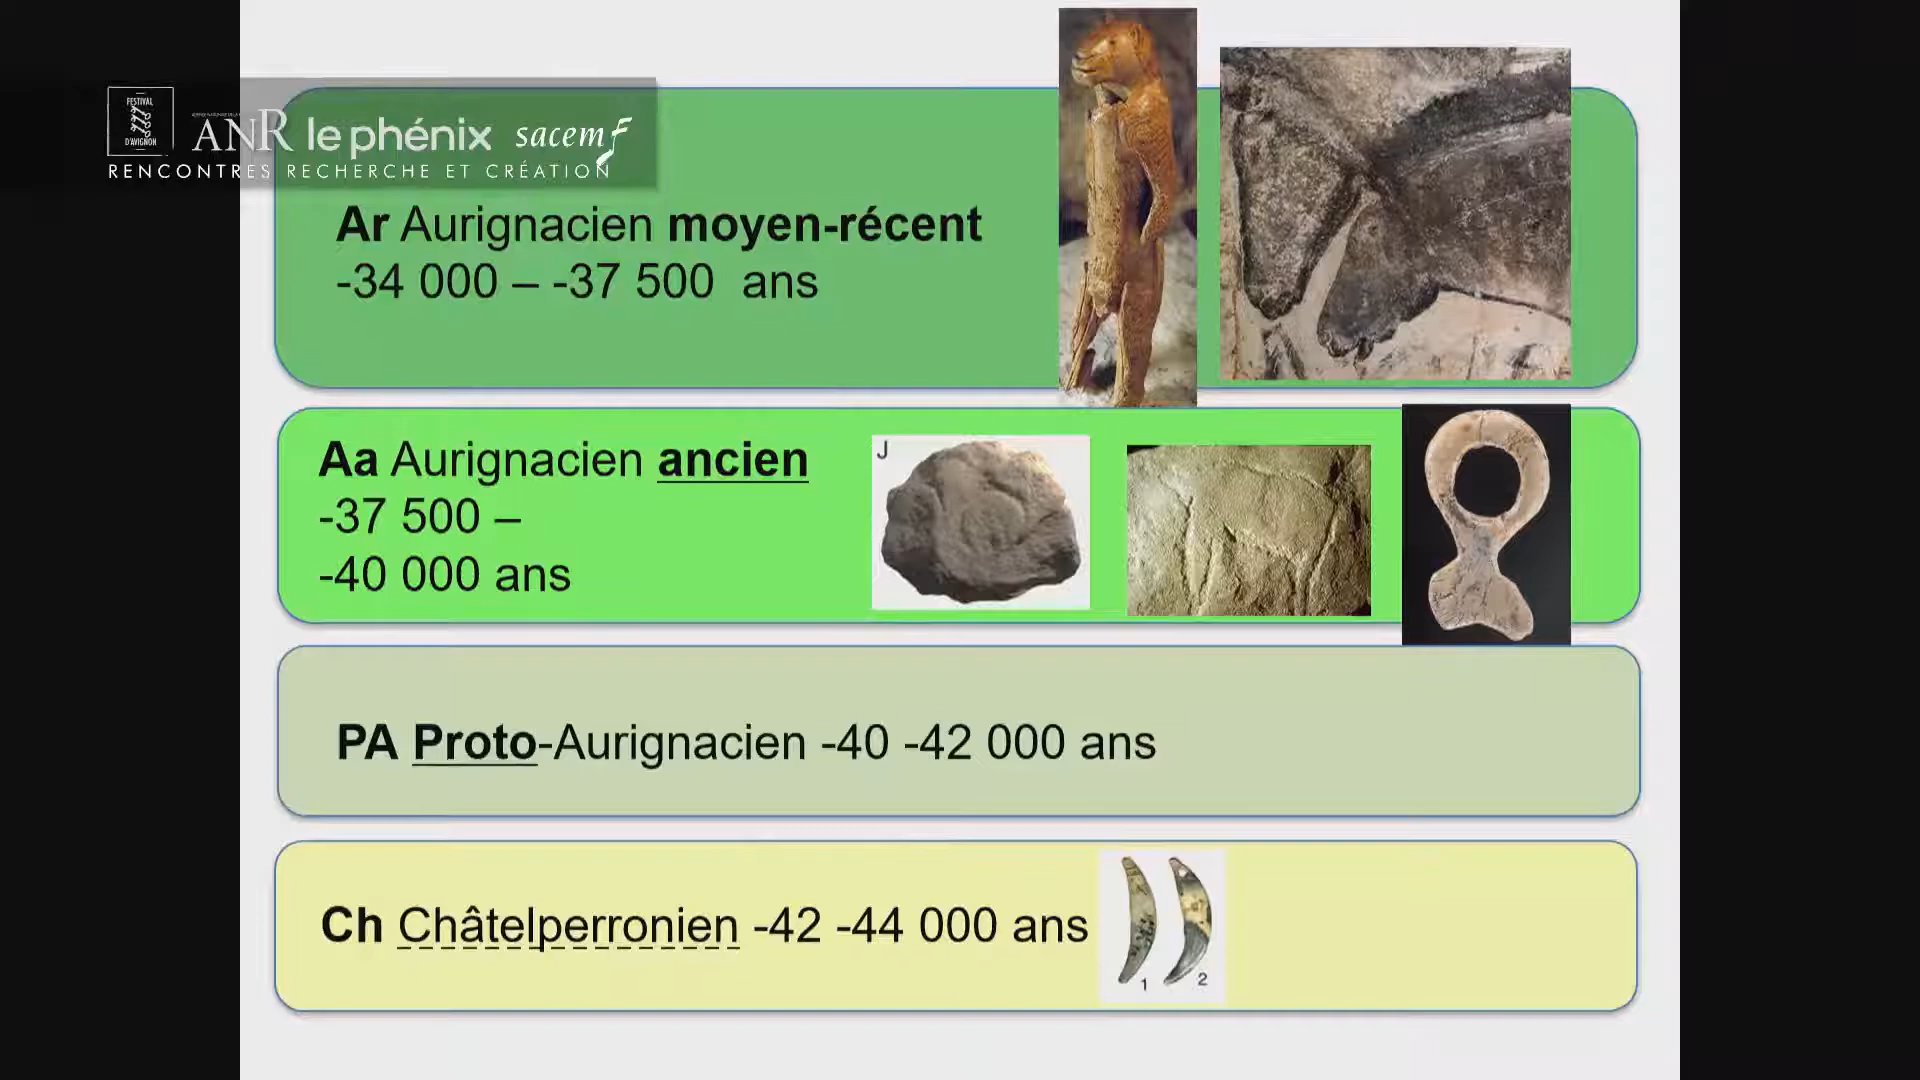 FESTIVAL
D'AVIGNON
ANR le phénix sacem
RENCONTRES RECHERCHE ET CRÉATION
Ar Aurignacien moyen-récent
-34 000 – -37 500 ans
Aa Aurignacien ancien
-37 500 –
-40 000 ans
J
PA Proto-Aurignacien -40 -42 000 ans
Ch Châtelperronien -42 -44 000 ans
1 2